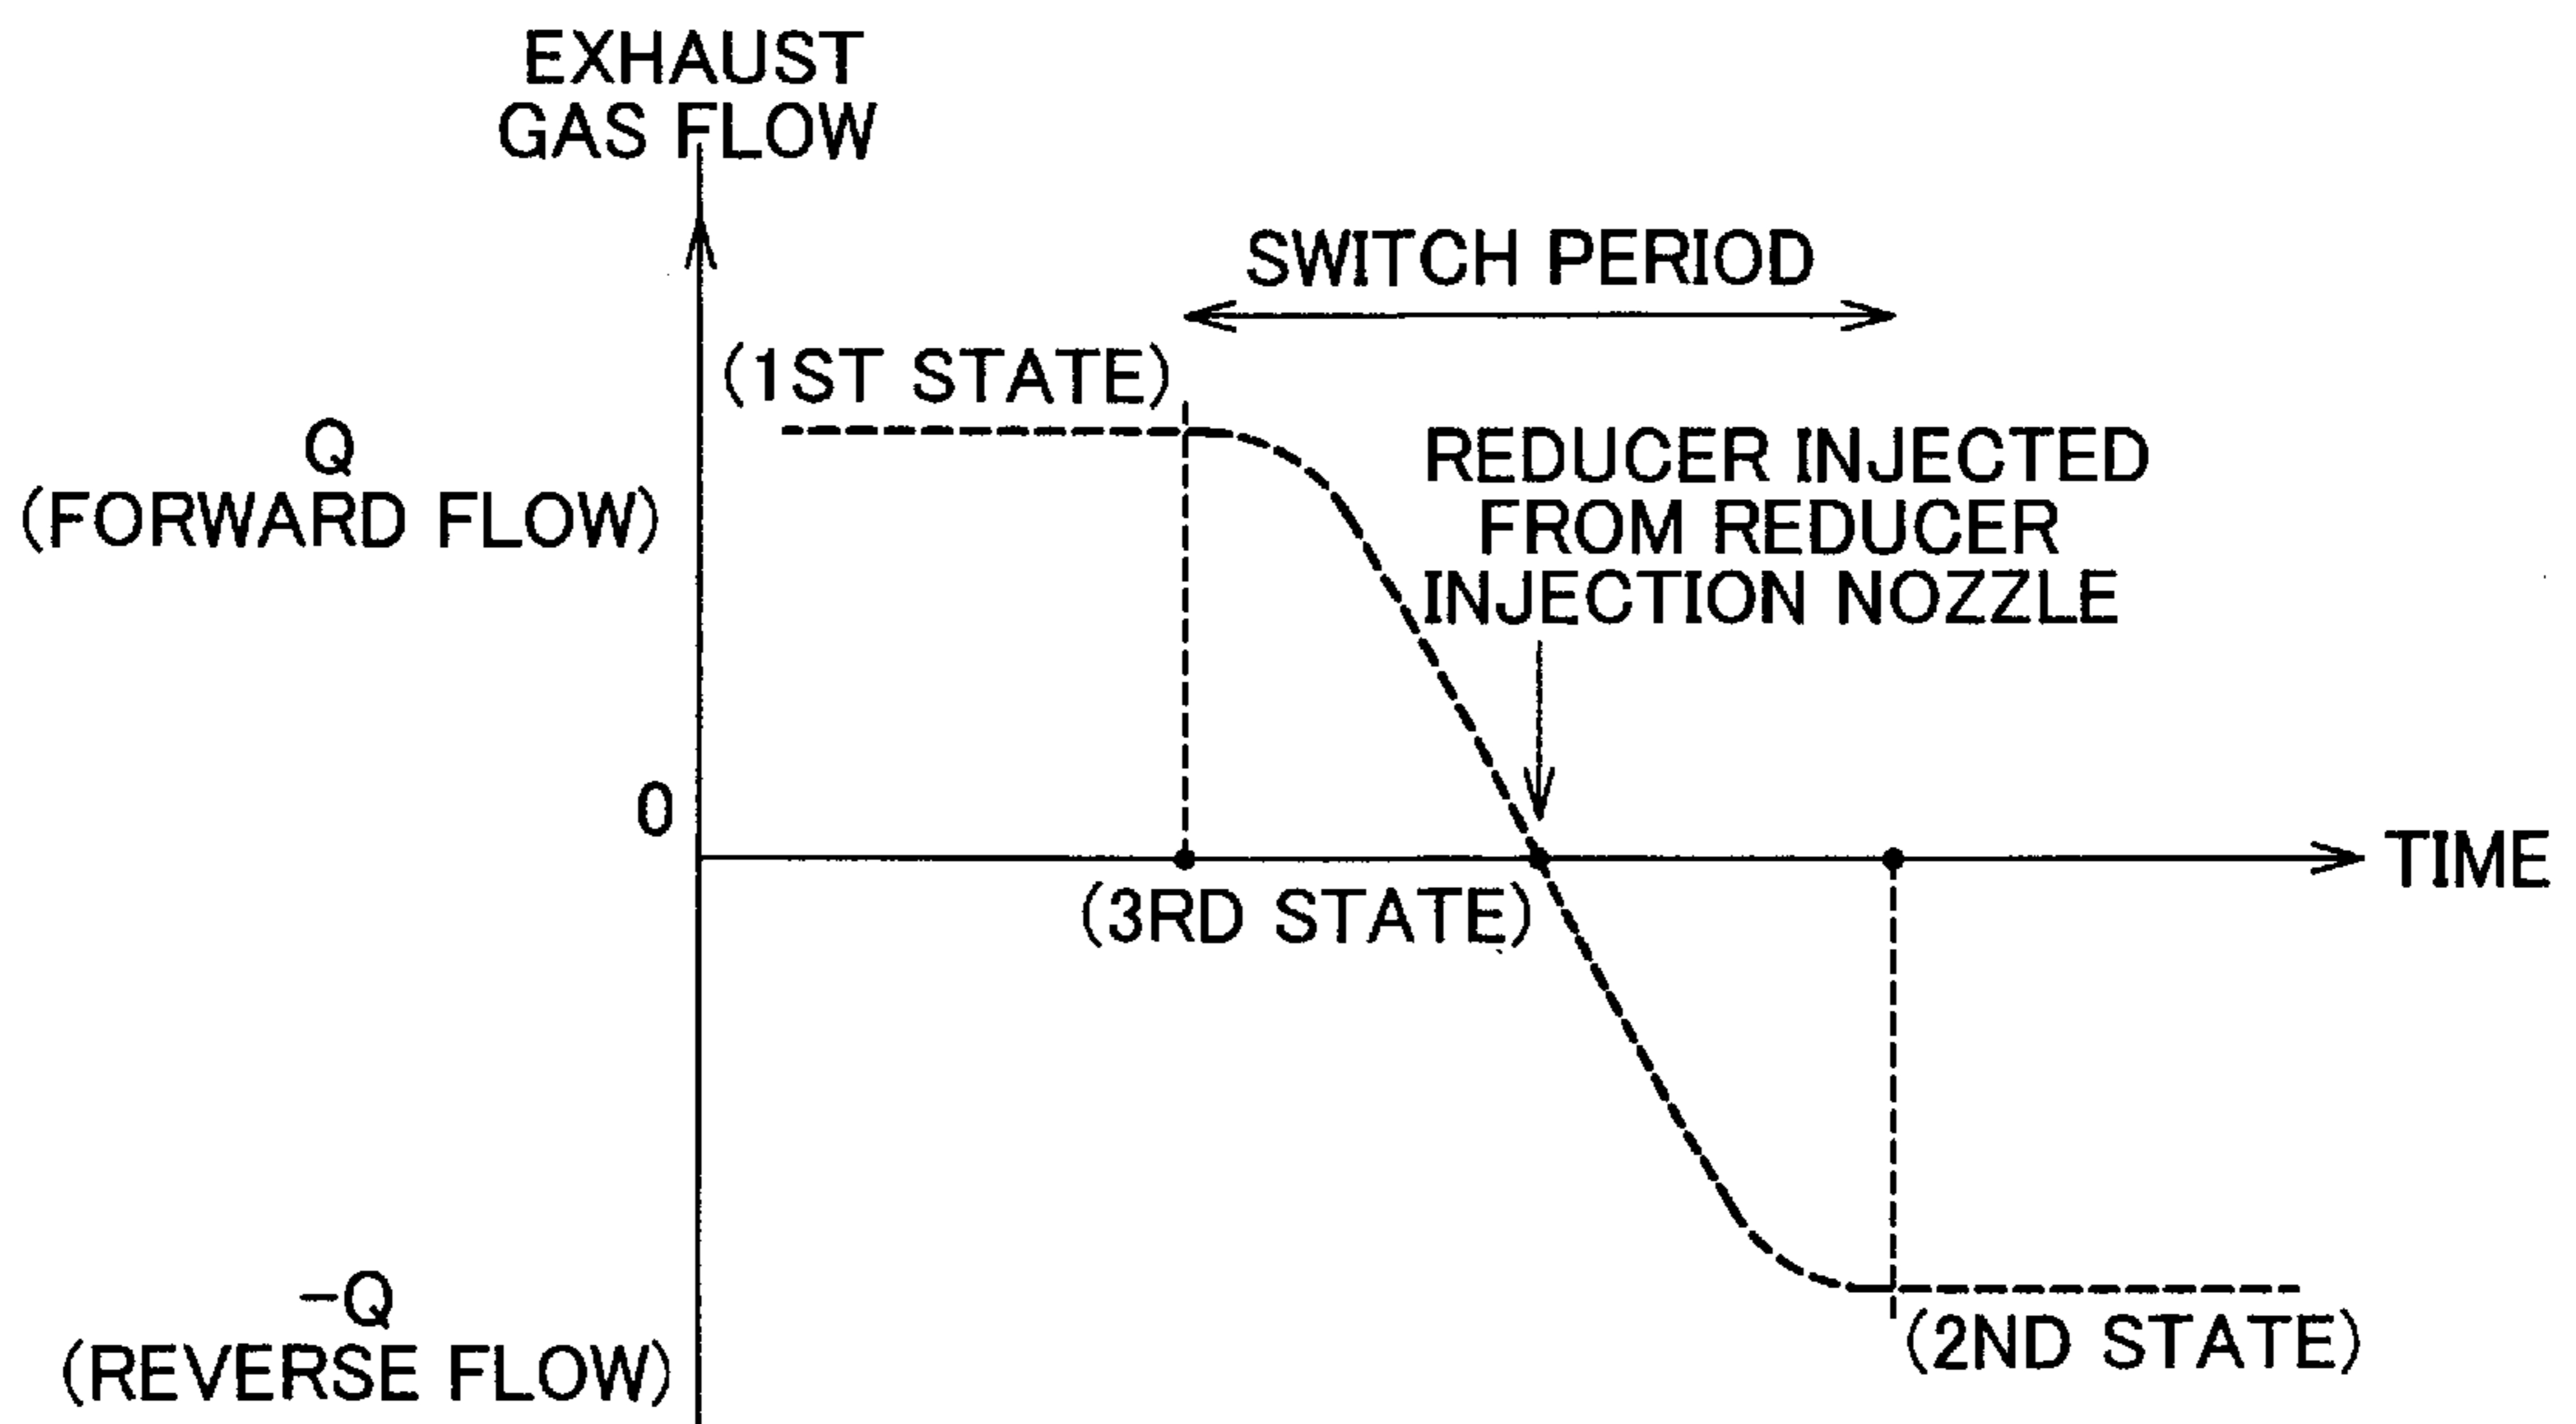 EXHAUST
GAS FLOW
SWITCH PERIOD
(1ST STATE)
Q
(FORWARD FLOW)
REDUCER INJECTED
FROM REDUCER
INJECTION NOZZLE
0
TIME
(3RD STATE)
-Q
(REVERSE FLOW)
(2ND STATE)